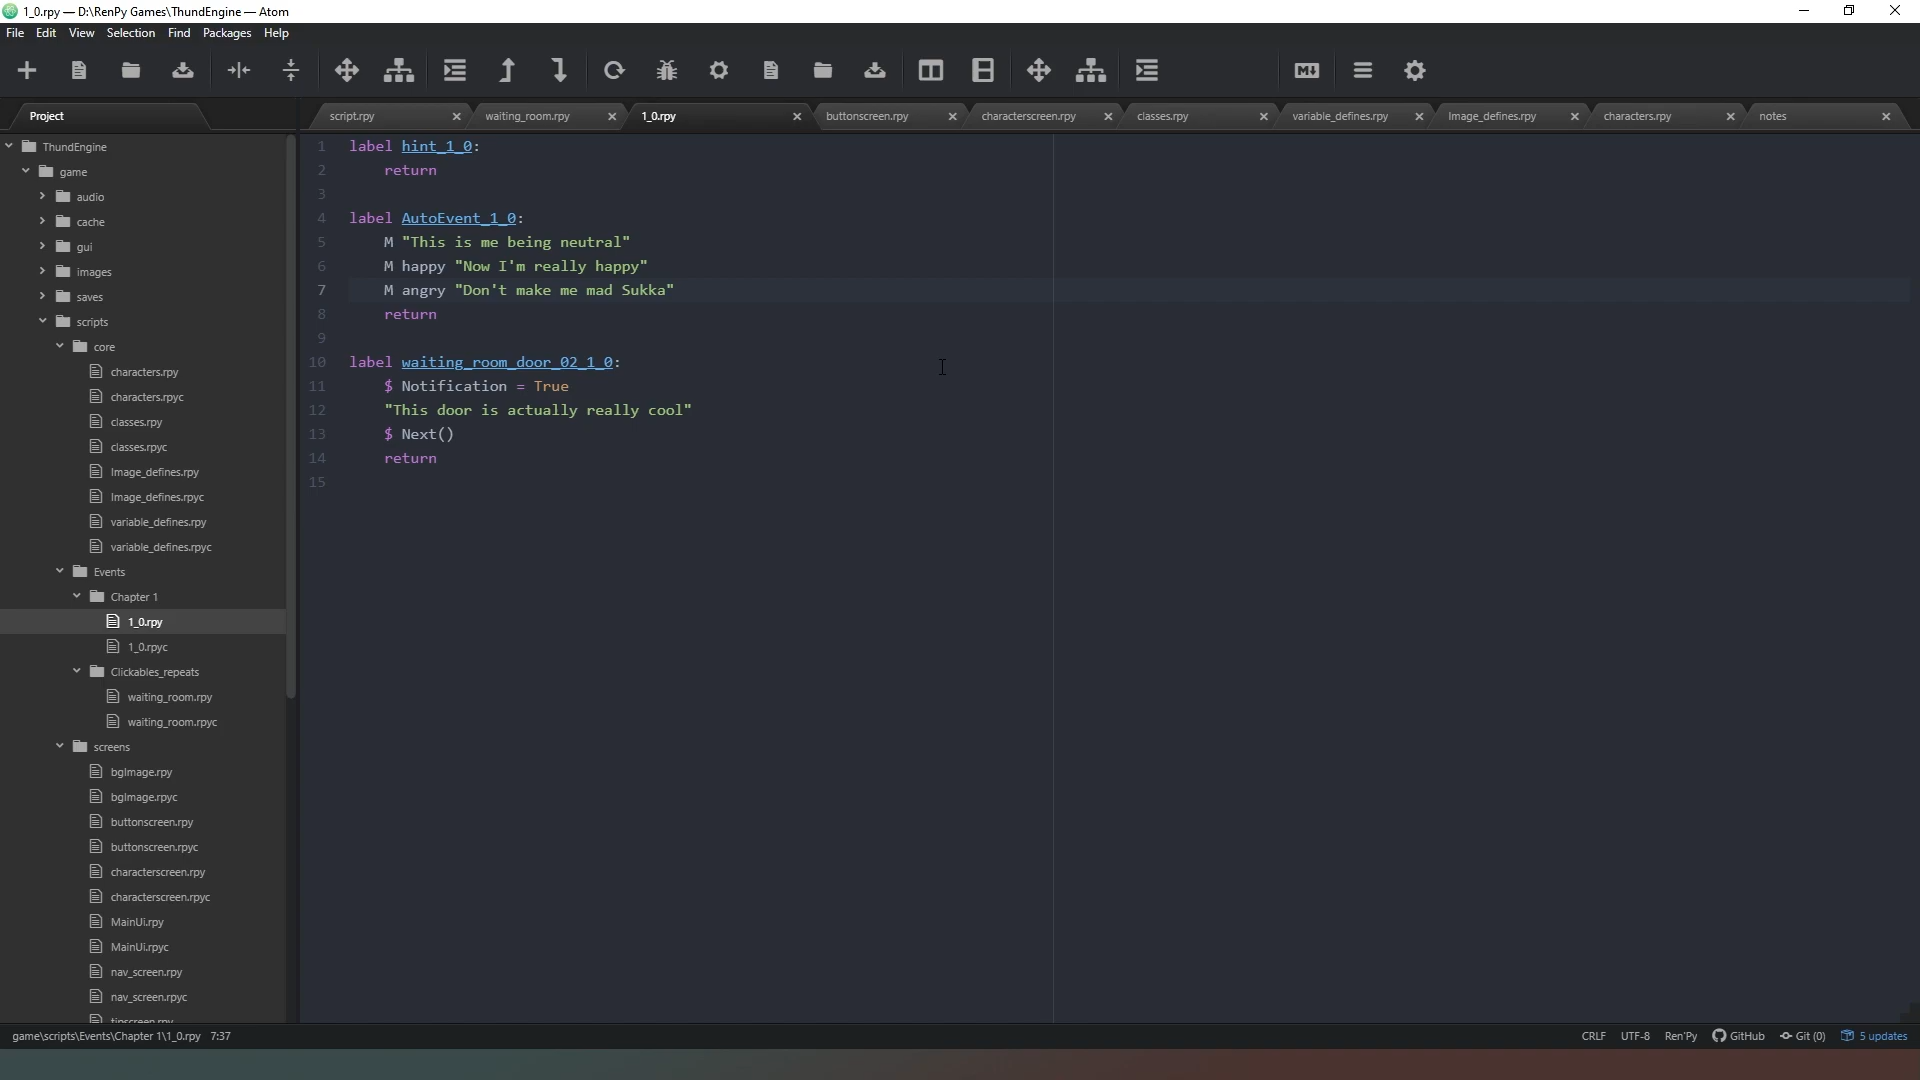 1_0.rpy — D:\RenPy Games\ThundEngine — Atom
File Edit View Selection Find Packages Help
Project
script.rpy waiting_room.rpy 1_0.rpy buttonscreen.rpy characterscreen.rpy classes.rpy variable_defines.rpy Image_defines.rpy characters.rpy notes
ThundEngine
game
audio
cache
gui
images
saves
scripts
core
characters.rpy
characters.rpyc
classes.rpy
classes.rpyc
Image_defines.rpy
Image_defines.rpyc
variable_defines.rpy
variable_defines.rpyc
Events
Chapter 1
1_0.rpy
1_0.rpyc
Clickables_repeats
waiting_room.rpy
waiting_room.rpyc
screens
bgImage.rpy
bgImage.rpyc
buttonscreen.rpy
buttonscreen.rpyc
characterscreen.rpy
characterscreen.rpyc
MainUi.rpy
MainUi.rpyc
nav_screen.rpy
nav_screen.rpyc
1 label hint_1_0:
2 return
3
4 label AutoEvent_1_0:
5 M "This is me being neutral"
6 M happy "Now I'm really happy"
7 M angry "Don't make me mad Sukka"
8 return
9
10 label waiting_room_door_02_1_0:
11 $ Notification = True
12 "This door is actually really cool"
13 $ Next()
14 return
15
game\scripts\Events\Chapter 1\1_0.rpy 7:37
CRLF UTF-8 Ren'Py GitHub Git (0) 5 updates